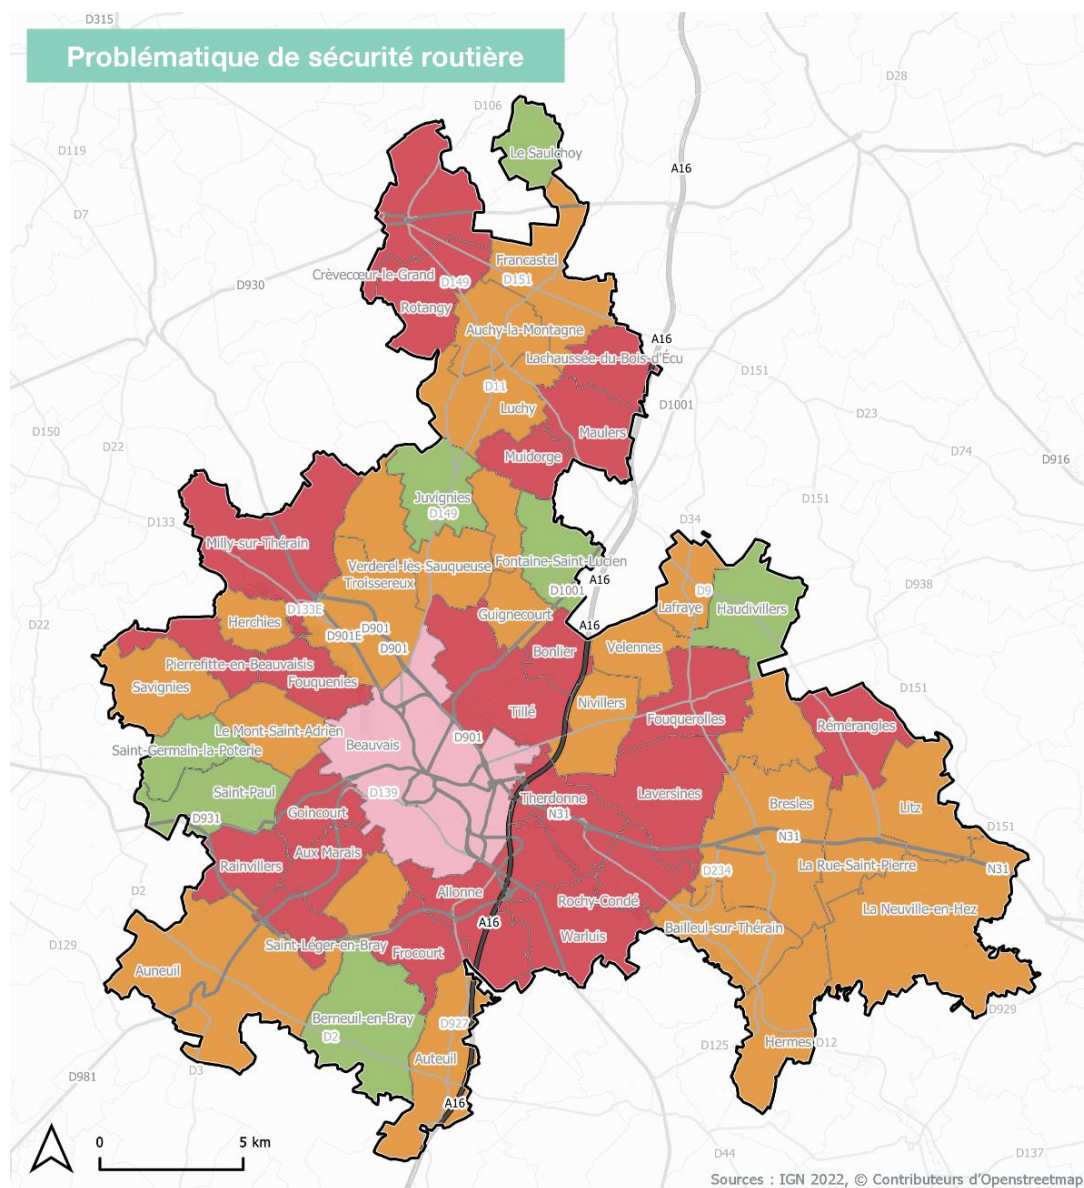 D315
Problématique de sécurité routière
D28
D106
D119
Le Saulchoy
A16
D7
Francastel
Crèvecœur-le-Grand
D149
D151
D930
Rotangy
Auchy-la-Montagne
A16
Lachaussée-du-Bois-d'Écu
D151
D11
Luchy
D1001
D23
D150
D22
Maulers
Muidorge
D74
D916
Juvignies
D149
D133
D34
D151
Milly-sur-Thérain
Verderel-lès-Sauqueuse
Fontaine-Saint-Lucien
Troissereux
A16
D1001
D9
D938
Lafraye
Haudivillers
D22
Herchies
D133E
Guignecourt
D901E
D901
D901
A16
Velennes
Bonlier
Pierrefitte-en-Beauvaisis
Fouquenies
Savignies
Nivillers
D151
Tillé
Fouquerolles
Rémérangles
Le Mont-Saint-Adrien
Beauvais
D901
Saint-Germain-la-Poterie
Saint-Paul
D139
Therdonne
Laversines
Bresles
Litz
Goincourt
N31
D931
N31
D151
Aux Marais
Rainvillers
La Rue-Saint-Pierre
N31
D234
D2
Allonne
Rochy-Condé
La Neuville-en-Hez
A16
Warluis
Bailleul-sur-Thérain
D129
Saint-Léger-en-Bray
Frocourt
Auneuil
D929
Berneuil-en-Bray
D927
D2
D125
Hermes
D12
Auteuil
D981
D3
A16
0
5 km
D44
D137
Sources : IGN 2022, © Contributeurs d'Openstreetmap